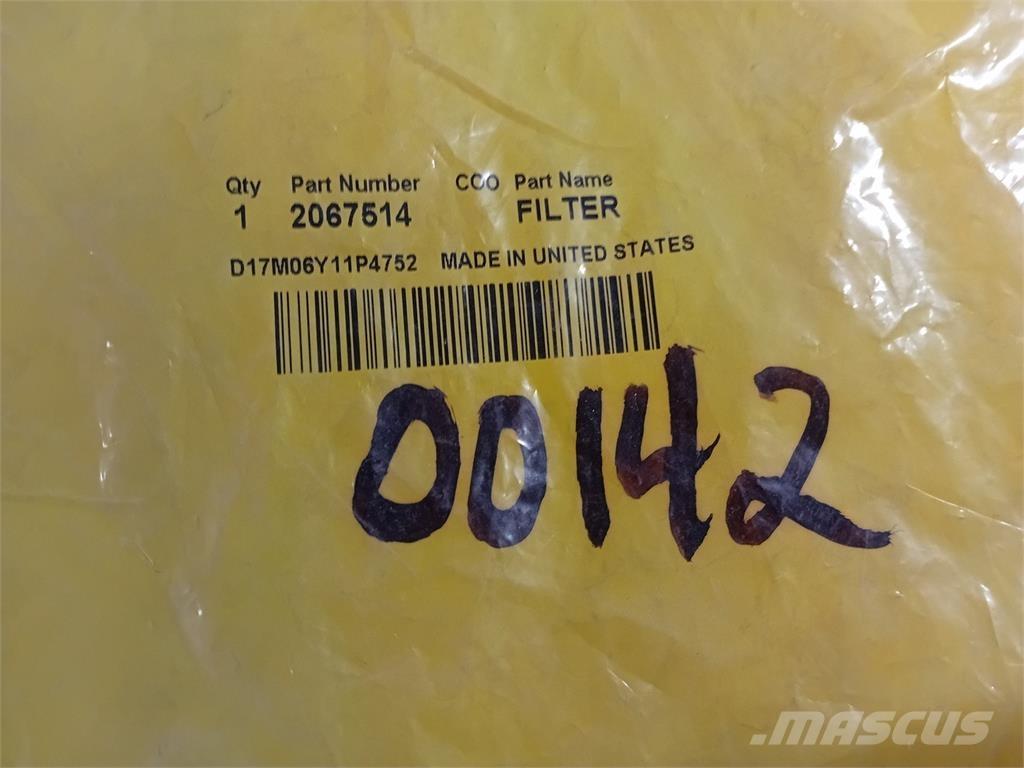 Qty Part Number COO Part Name
1 2067514 FILTER
D17M06Y11P4752 MADE IN UNITED STATES
00142
MASCUS